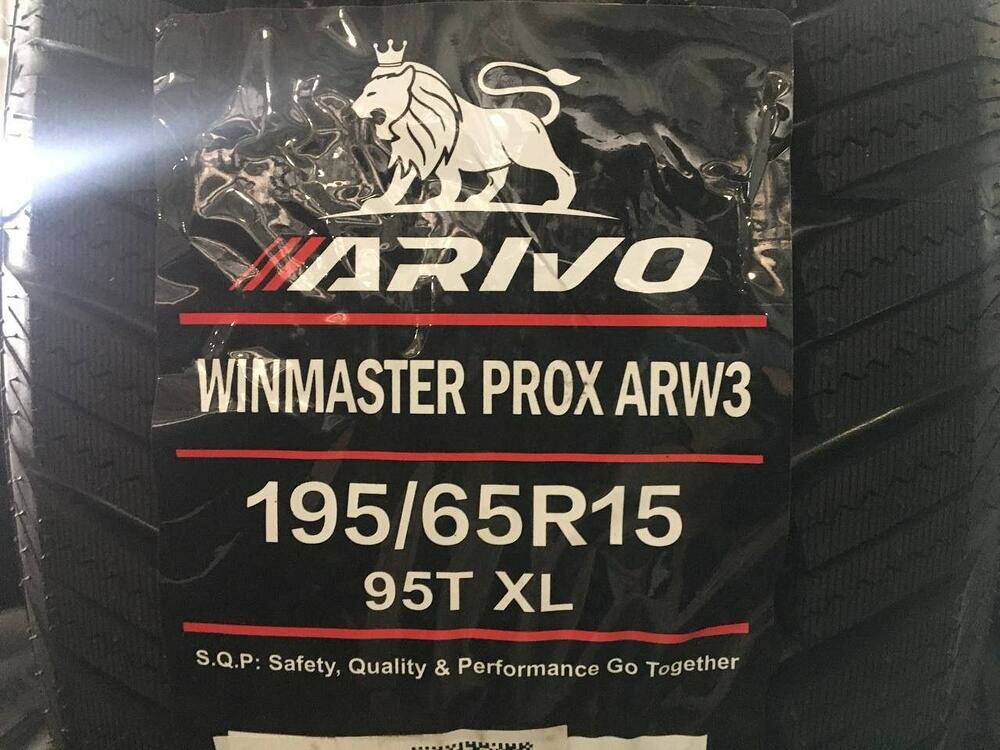 ARIVO
WINMASTER PROX ARW3
195/65R15
95T XL
S.Q.P: Safety, Quality & Performance Go Together